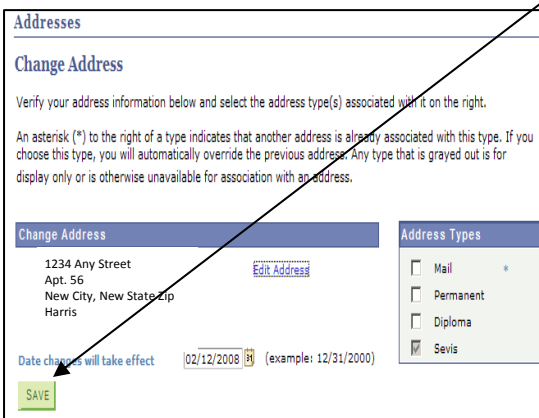 Addresses
Change Address
Verify your address information below and select the address type(s) associated with it on the right.
An asterisk (*) to the right of a type indicates that another address is already associated with this type. If you
choose this type, you will automatically override the previous address. Any type that is grayed out is for
display only or is otherwise unavailable for association with an address.
Change Address
1234 Any Street
Apt. 56
New City, New State Zip
Harris
Edit Address
Date changes will take effect
02/12/2008 31 (example: 12/31/2000)
SAVE
Address Types
Mail *
Permanent
Diploma
Sevis